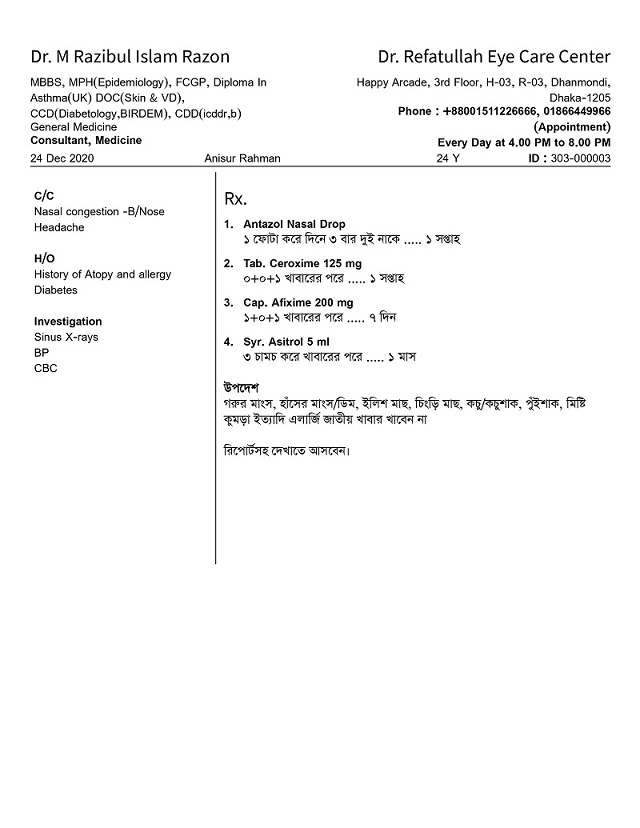 Dr. M Razibul Islam Razon
MBBS, MPH(Epidemiology), FCGP, Diploma In
Asthma(UK) DOC(Skin & VD),
CCD(Diabetology,BIRDEM), CDD(icddr,b)
General Medicine
Consultant, Medicine
Dr. Refatullah Eye Care Center
Happy Arcade, 3rd Floor, H-03, R-03, Dhanmondi,
Dhaka-1205
Phone : +88001511226666, 01866449966
(Appointment)
Every Day at 4.00 PM to 8.00 PM
24 Dec 2020 Anisur Rahman 24 Y ID : 303-000003
C/C
Nasal congestion -B/Nose
Headache
H/O
History of Atopy and allergy
Diabetes
Investigation
Sinus X-rays
BP
CBC
Rx.
1. Antazol Nasal Drop
১ ফোটা করে দিনে ৩ বার দুই নাকে ..... ১ সপ্তাহ
2. Tab. Ceroxime 125 mg
০+০+১ খাবারের পরে ..... ১ সপ্তাহ
3. Cap. Afixime 200 mg
১+০+১ খাবারের পরে ..... ৭ দিন
4. Syr. Asitrol 5 ml
৩ চামচ করে খাবারের পরে ..... ১ মাস
উপদেশ
গরুর মাংস, হাঁসের মাংস/ডিম, ইলিশ মাছ, চিংড়ি মাছ, কচু/কচুশাক, পুঁইশাক, মিষ্টি
কুমড়া ইত্যাদি এলার্জি জাতীয় খাবার খাবেন না
রিপোর্টসহ দেখাতে আসবেন।